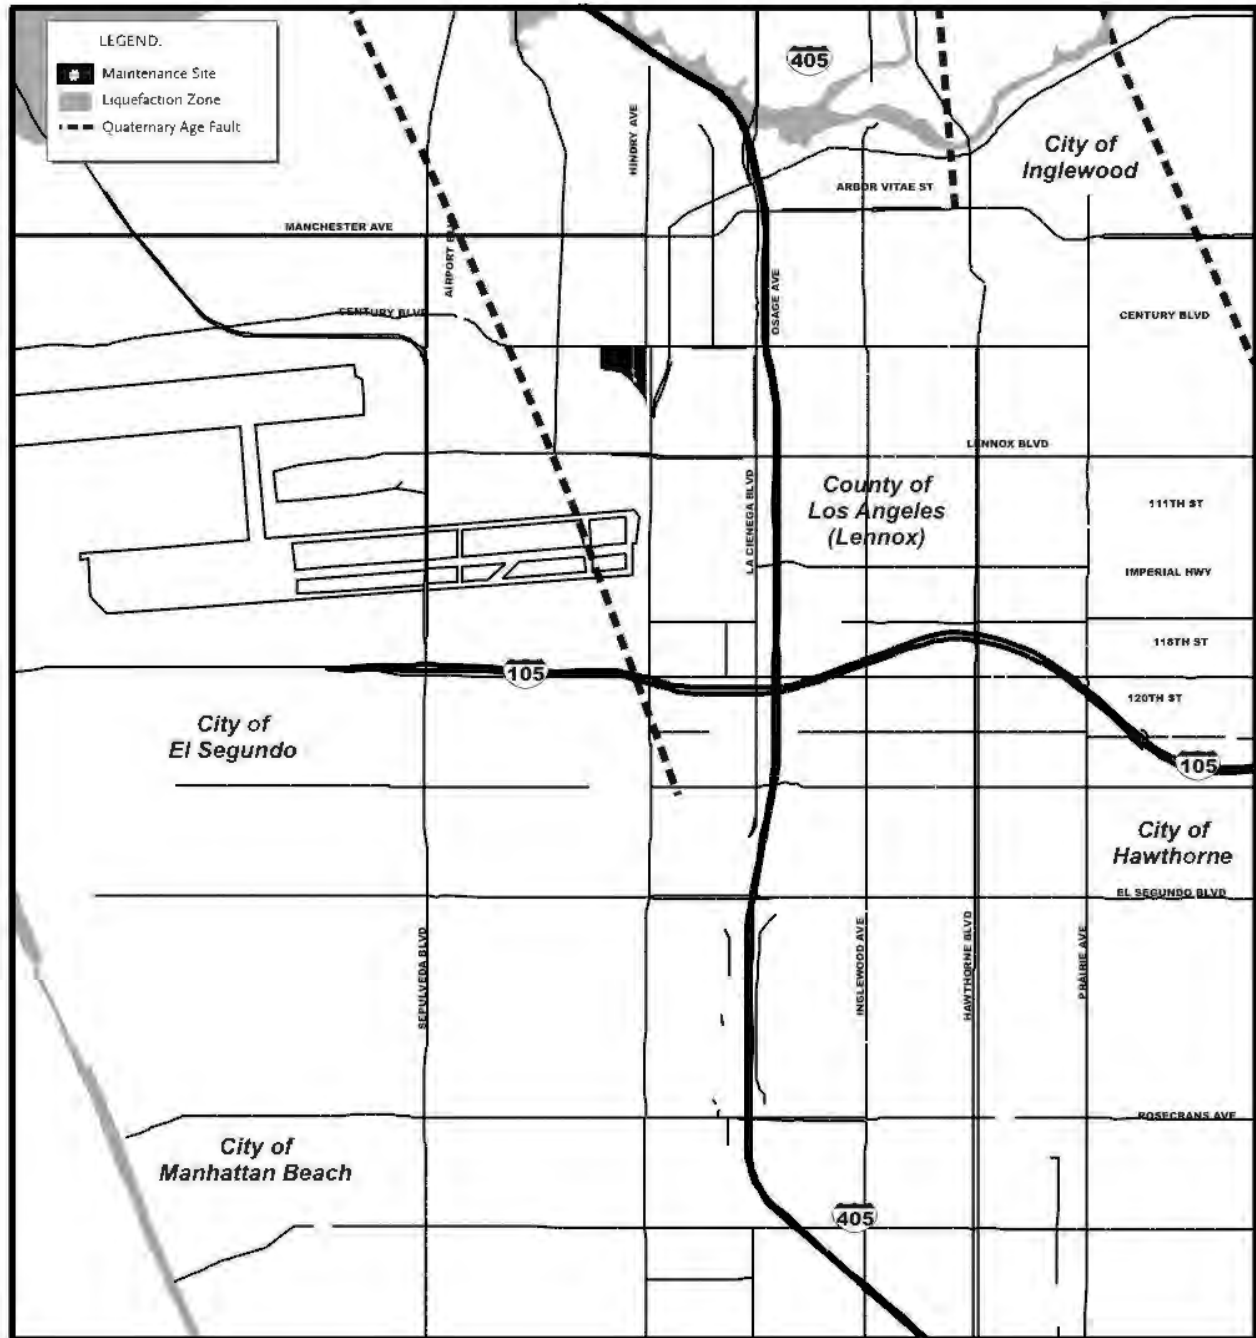 LEGEND.
#
Maintenance Site
Liquefaction Zone
Quaternary Age Fault
405
HINDRY AVE
City of
Inglewood
ARBOR VITAE ST
MANCHESTER AVE
AIRPORT BLVD
OSAGE AVE
CENTURY BLVD
CENTURY BLVD
LENNOX BLVD
LA CIENEGA BLVD
County of
Los Angeles
(Lennox)
111TH ST
IMPERIAL HWY
118TH ST
105
120TH ST
City of
El Segundo
105
City of
Hawthorne
EL SEGUNDO BLVD
SEPULVEDA BLVD
INGLEWOOD AVE
HAWTHORNE BLVD
PRAIRIE AVE
ROSECRANS AVE
City of
Manhattan Beach
405